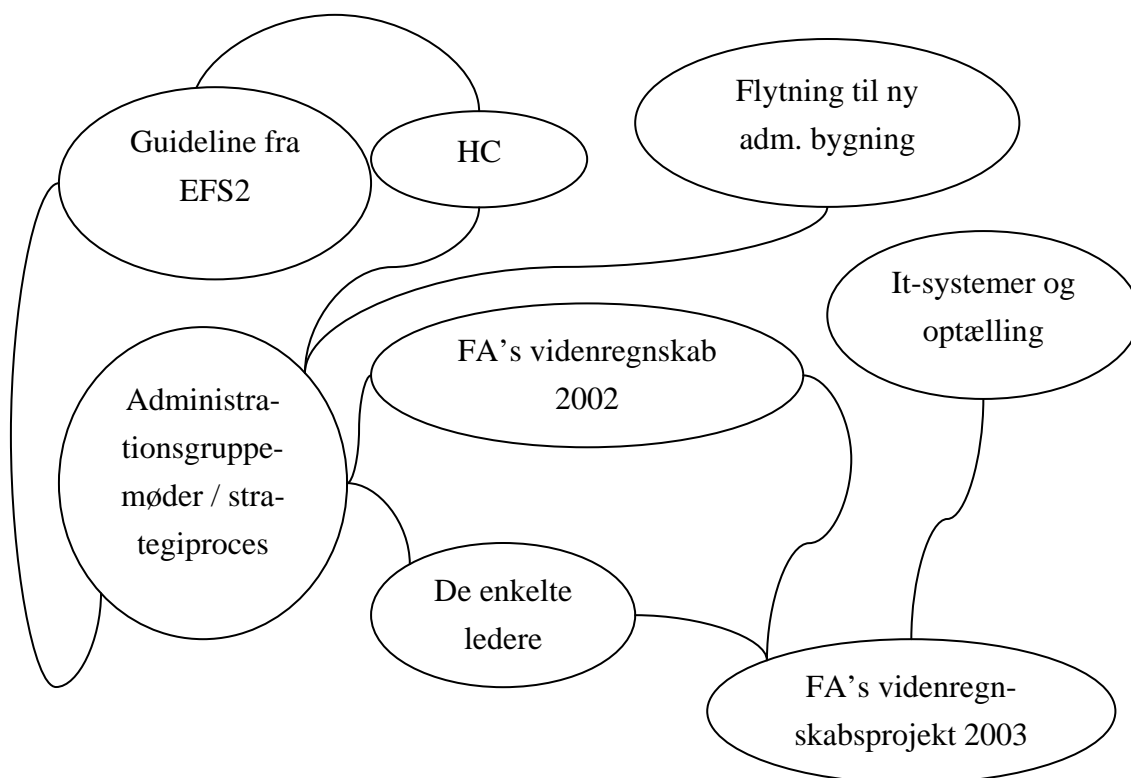 Guideline fra
EFS2
HC
Flytning til ny
adm. bygning
It-systemer og
optælling
FA’s videnregnskab
2002
Administra-
tionsgruppe-
møder / stra-
tegiproces
De enkelte
ledere
FA’s videnregn-
skabsprojekt 2003